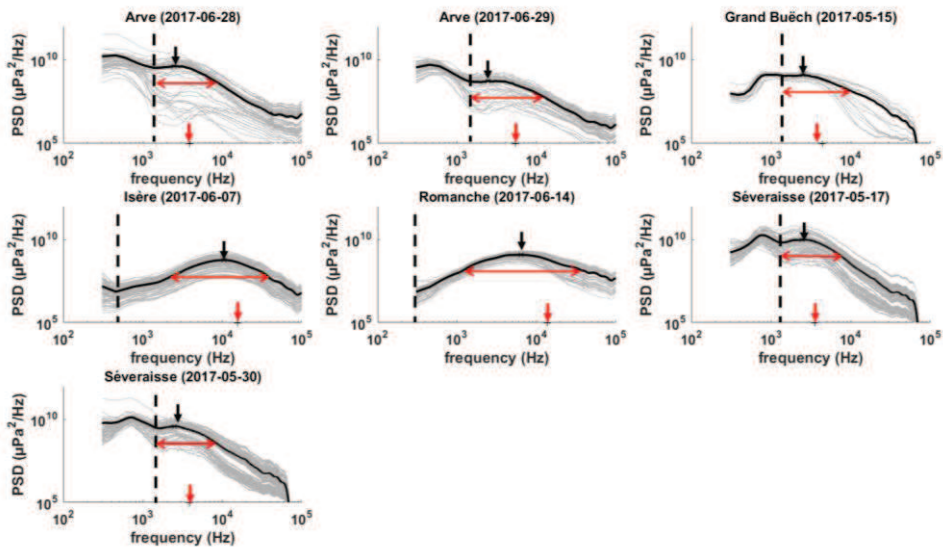 Arve (2017-06-28)
Arve (2017-06-29)
Grand Buëch (2017-05-15)
PSD (µPa²/Hz)
10¹⁰
10⁵
10² 10³ 10⁴ 10⁵
frequency (Hz)
PSD (µPa²/Hz)
10¹⁰
10⁵
10² 10³ 10⁴ 10⁵
frequency (Hz)
PSD (µPa²/Hz)
10¹⁰
10⁵
10² 10³ 10⁴ 10⁵
frequency (Hz)
Isère (2017-06-07)
Romanche (2017-06-14)
Séveraisse (2017-05-17)
PSD (µPa²/Hz)
10¹⁰
10⁵
10² 10³ 10⁴ 10⁵
frequency (Hz)
PSD (µPa²/Hz)
10¹⁰
10⁵
10² 10³ 10⁴ 10⁵
frequency (Hz)
PSD (µPa²/Hz)
10¹⁰
10⁵
10² 10³ 10⁴ 10⁵
frequency (Hz)
Séveraisse (2017-05-30)
PSD (µPa²/Hz)
10¹⁰
10⁵
10² 10³ 10⁴ 10⁵
frequency (Hz)